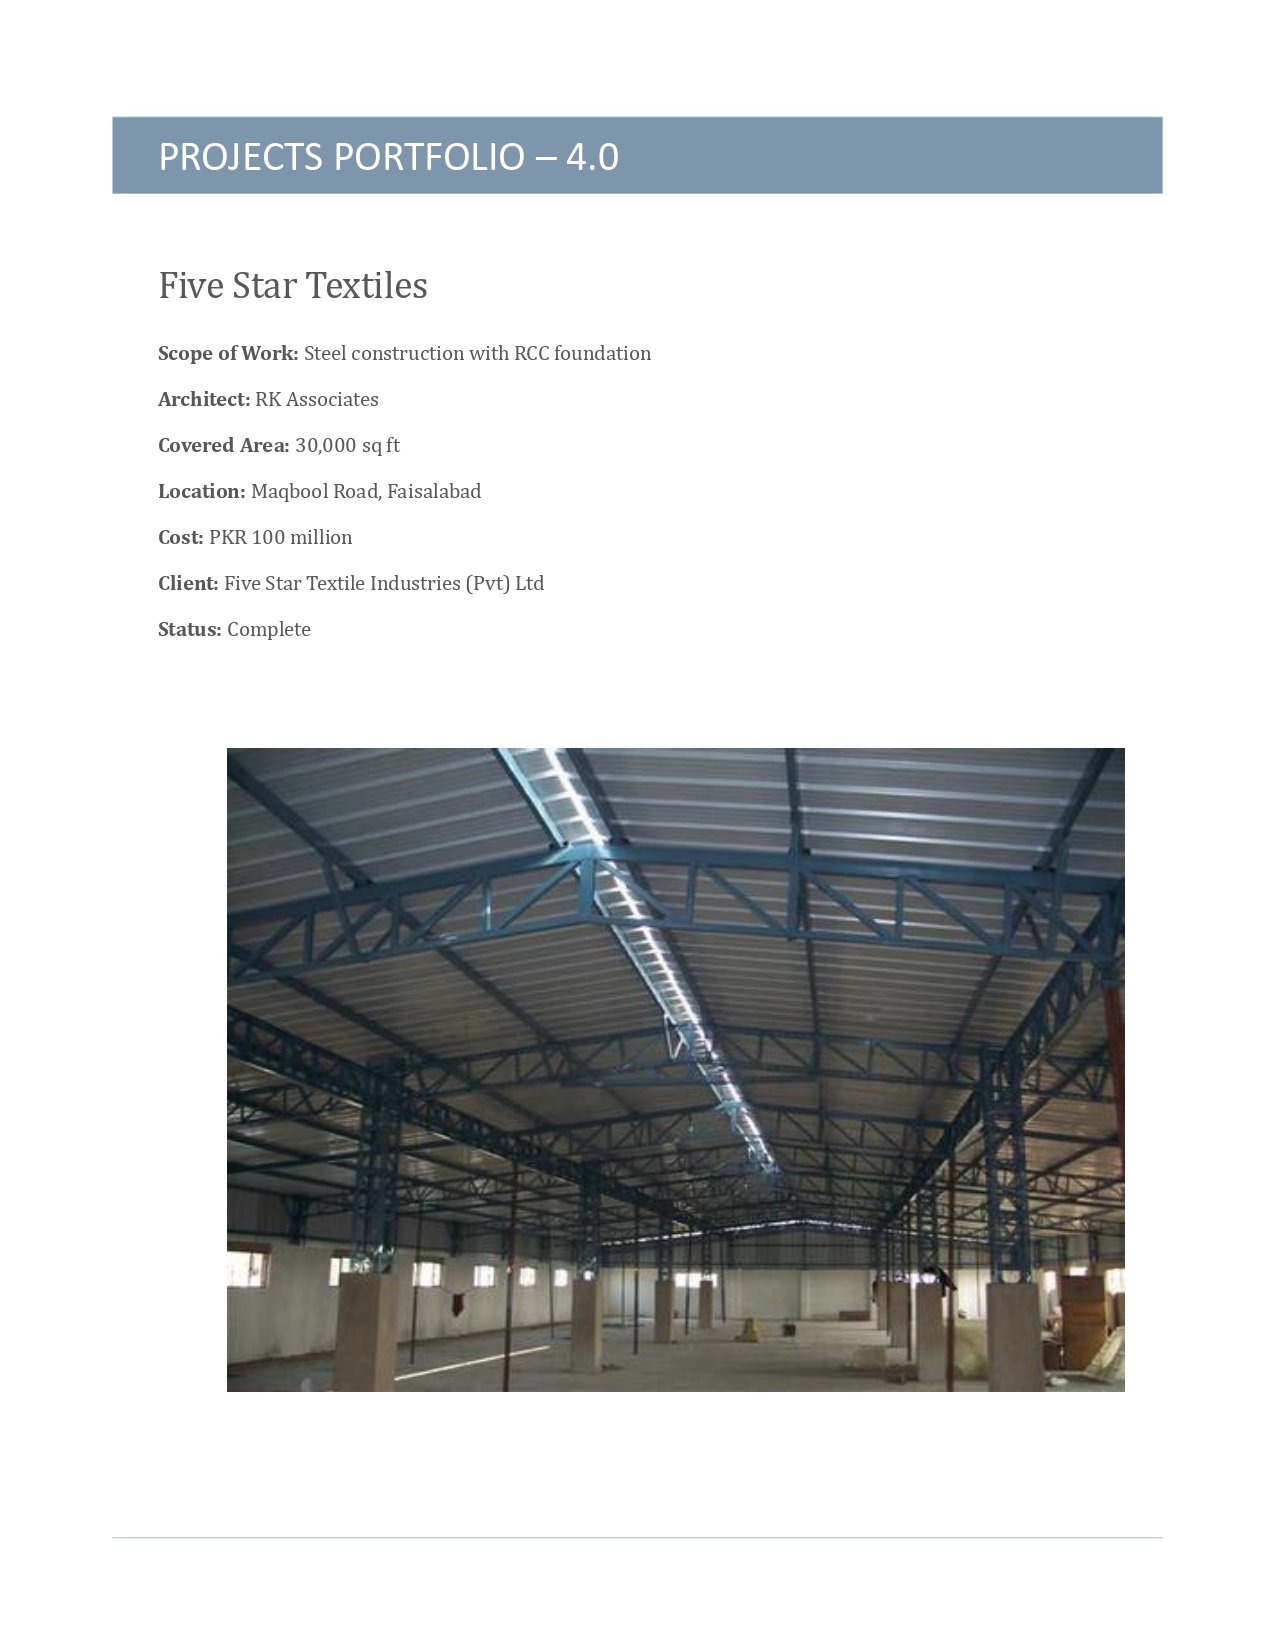 PROJECTS PORTFOLIO – 4.0
Five Star Textiles
Scope of Work: Steel construction with RCC foundation
Architect: RK Associates
Covered Area: 30,000 sq ft
Location: Maqbool Road, Faisalabad
Cost: PKR 100 million
Client: Five Star Textile Industries (Pvt) Ltd
Status: Complete